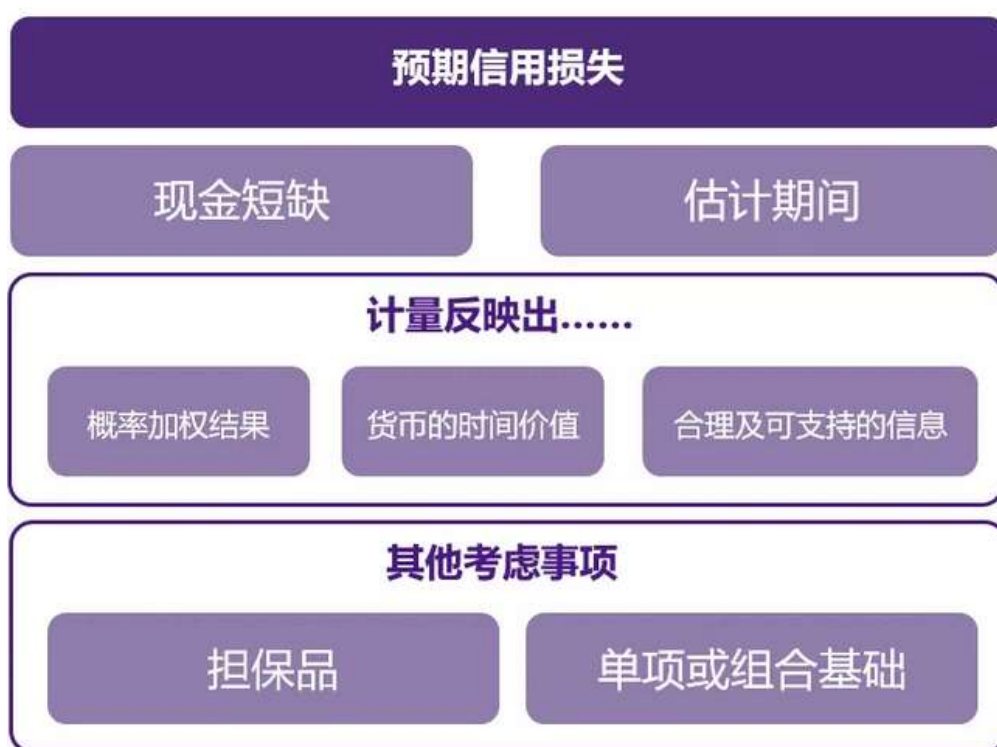 预期信用损失
现金短缺
估计期间
计量反映出......
概率加权结果
货币的时间价值
合理及可支持的信息
其他考虑事项
担保品
单项或组合基础